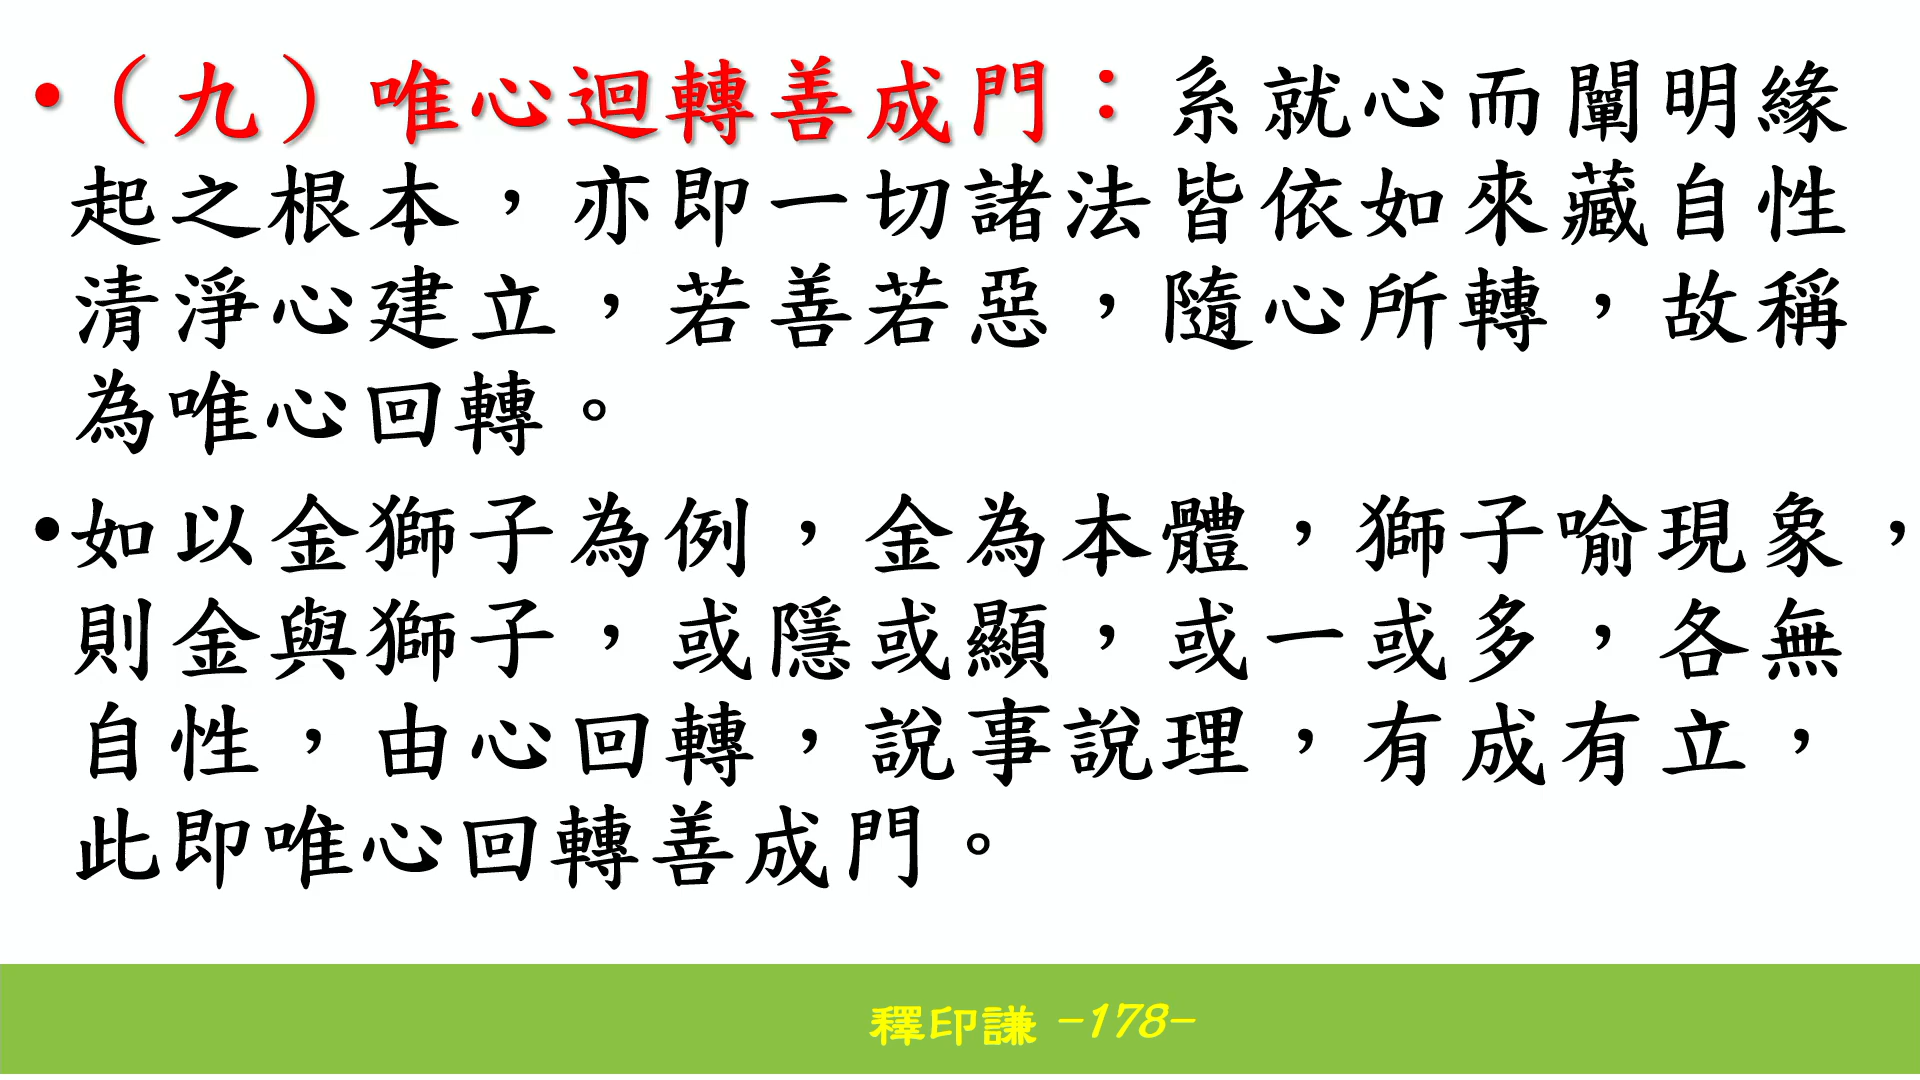 •（九）唯心迴轉善成門：系就心而闡明緣
起之根本，亦即一切諸法皆依如來藏自性
清淨心建立，若善若惡，隨心所轉，故稱
為唯心回轉。
•如以金獅子為例，金為本體，獅子喻現象，
則金與獅子，或隱或顯，或一或多，各無
自性，由心回轉，說事說理，有成有立，
此即唯心回轉善成門。
釋印謙 -178-